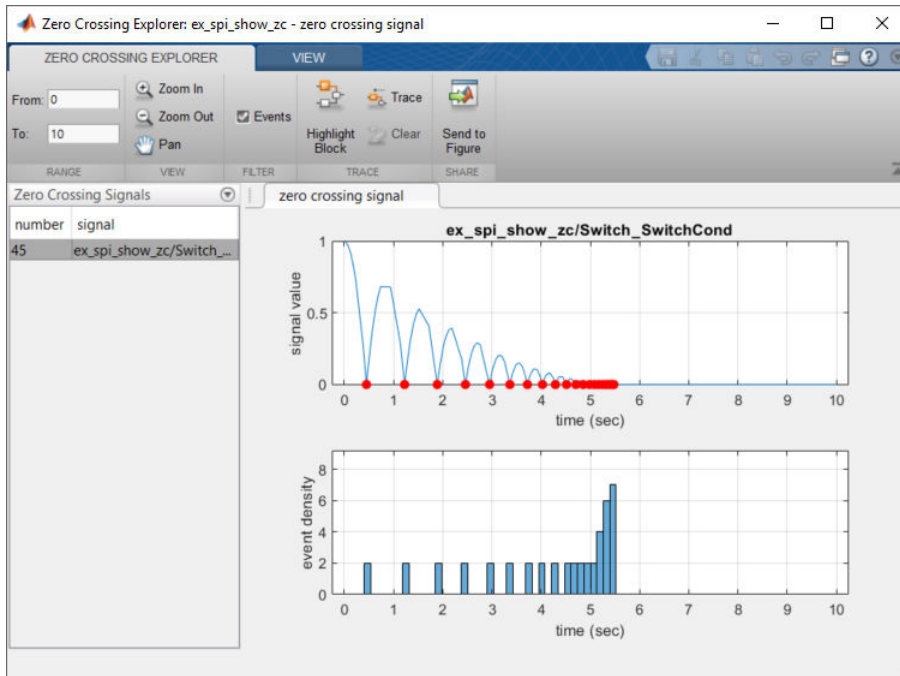 Zero Crossing Explorer: ex_spi_show_zc - zero crossing signal
ZERO CROSSING EXPLORER VIEW
From: 0
To: 10
RANGE
Zoom In
Zoom Out
Pan
VIEW
Events
FILTER
Highlight
Block
Trace
Clear
TRACE
Send to
Figure
SHARE
Zero Crossing Signals
number signal
45 ex_spi_show_zc/Switch_...
zero crossing signal
ex_spi_show_zc/Switch_SwitchCond
signal value
1
0.5
0
0 1 2 3 4 5 6 7 8 9 10
time (sec)
event density
8
6
4
2
0
0 1 2 3 4 5 6 7 8 9 10
time (sec)